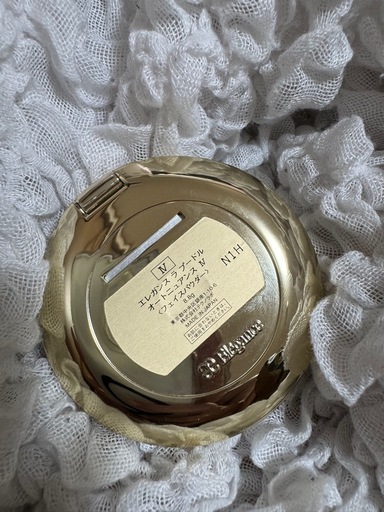 IV
エレガンス ラ プードル
オートニュアンス IV
(フェイスパウダー)
8.8g
MADE IN JAPAN
N1H
Elégance